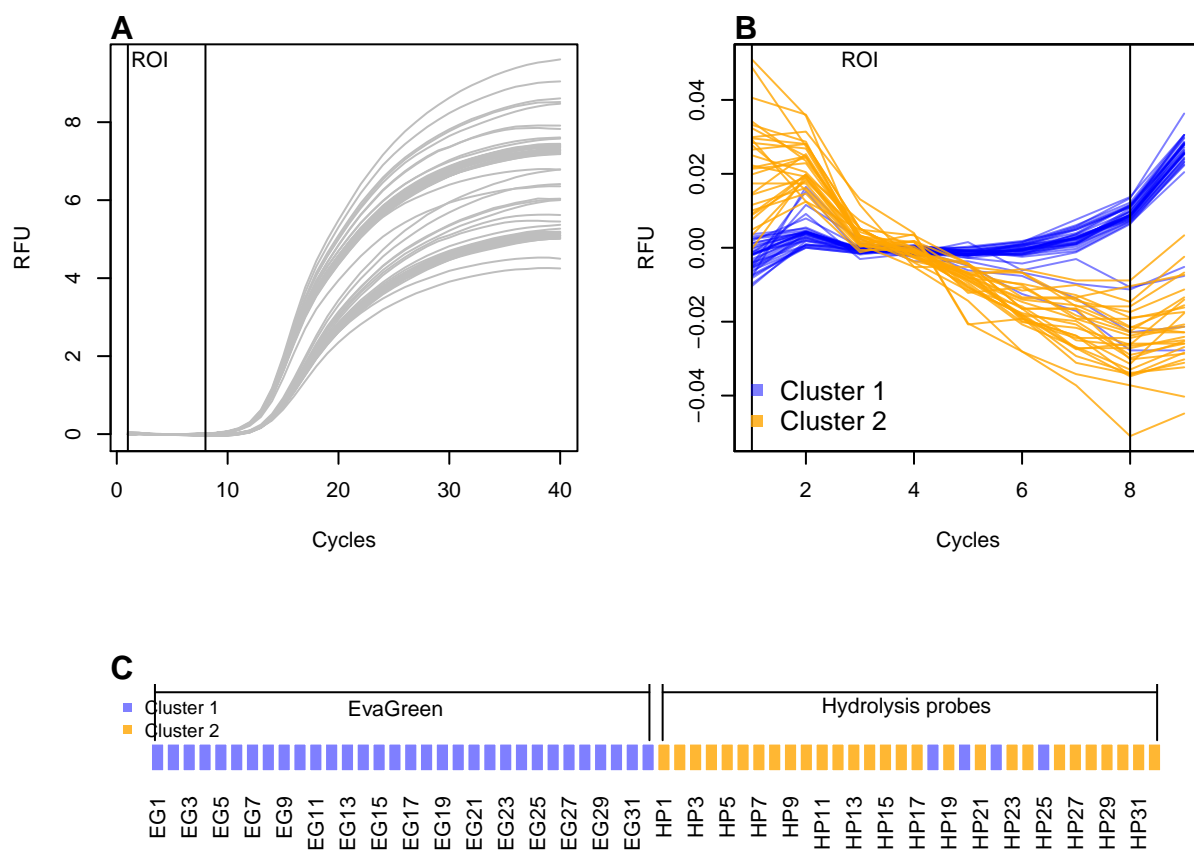 A
ROI
RFU
0
2
4
6
8
0
10
20
30
40
Cycles
B
ROI
RFU
0.04
0.02
0.00
−0.02
−0.04
Cluster 1
Cluster 2
2
4
6
8
Cycles
C
Cluster 1
Cluster 2
EvaGreen
Hydrolysis probes
EG1
EG3
EG5
EG7
EG9
EG11
EG13
EG15
EG17
EG19
EG21
EG23
EG25
EG27
EG29
EG31
HP1
HP3
HP5
HP7
HP9
HP11
HP13
HP15
HP17
HP19
HP21
HP23
HP25
HP27
HP29
HP31